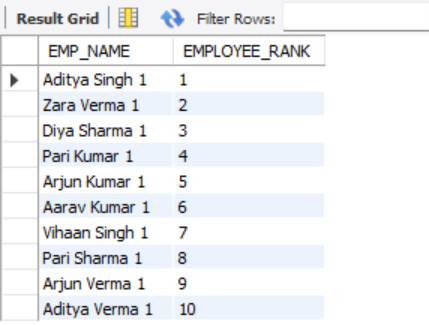 Result Grid Filter Rows:
EMP_NAME EMPLOYEE_RANK
Aditya Singh 1 1
Zara Verma 1 2
Diya Sharma 1 3
Pari Kumar 1 4
Arjun Kumar 1 5
Aarav Kumar 1 6
Vihaan Singh 1 7
Pari Sharma 1 8
Arjun Verma 1 9
Aditya Verma 1 10